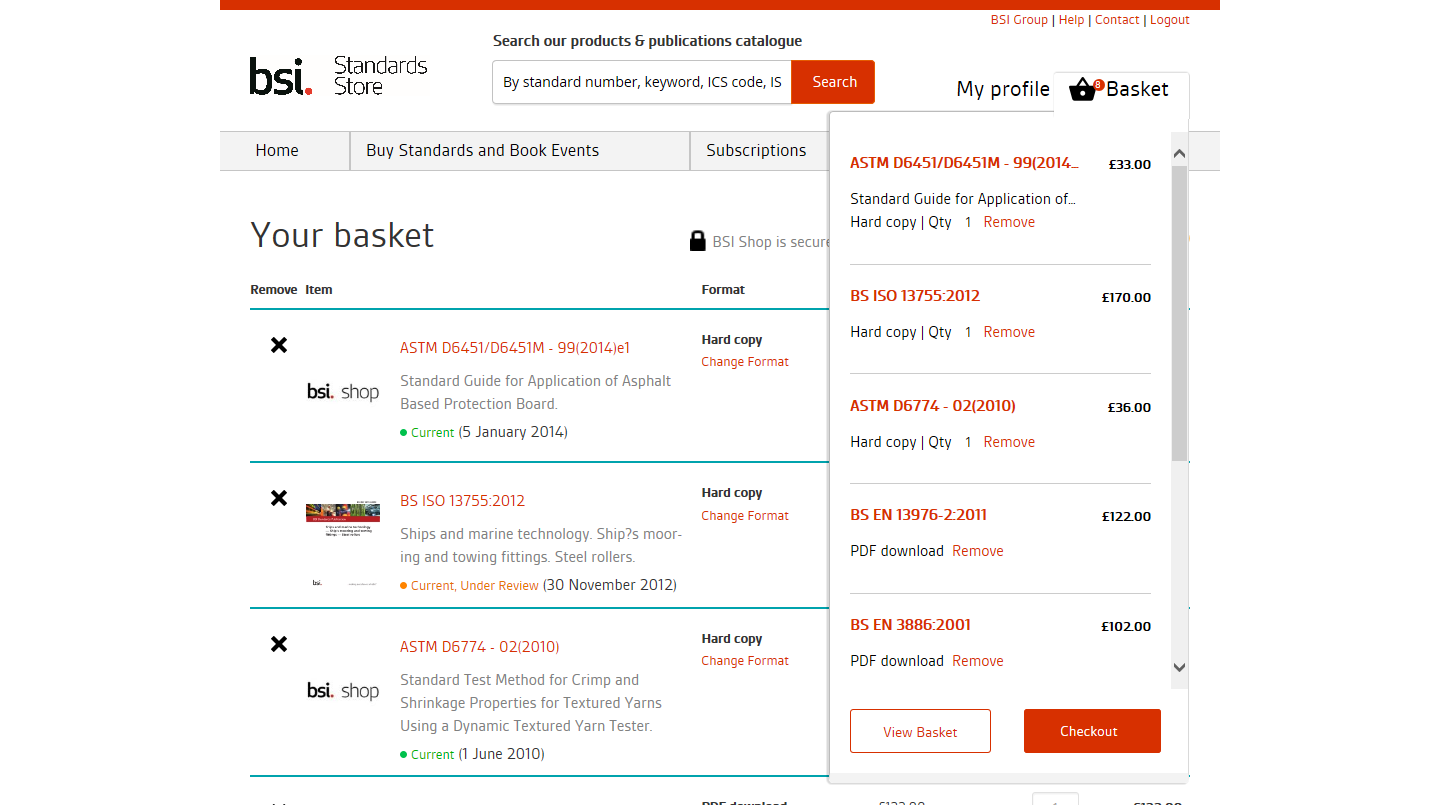 BSI Group | Help | Contact | Logout
Search our products & publications catalogue
bsi. Standards
Store
By standard number, keyword, ICS code, IS
Search
My profile
8
Basket
Home
Buy Standards and Book Events
Subscriptions
Your basket
BSI Shop is secure
Remove Item
Format
ASTM D6451/D6451M - 99(2014)e1
Standard Guide for Application of Asphalt
Based Protection Board.
Current (5 January 2014)
bsi. shop
Hard copy
Change Format
BS ISO 13755:2012
Ships and marine technology. Ship?s moor-
ing and towing fittings. Steel rollers.
Current, Under Review (30 November 2012)
bsi.
Hard copy
Change Format
ASTM D6774 - 02(2010)
Standard Test Method for Crimp and
Shrinkage Properties for Textured Yarns
Using a Dynamic Textured Yarn Tester.
Current (1 June 2010)
bsi. shop
Hard copy
Change Format
ASTM D6451/D6451M - 99(2014...
£33.00
Standard Guide for Application of...
Hard copy | Qty 1 Remove
BS ISO 13755:2012
£170.00
Hard copy | Qty 1 Remove
ASTM D6774 - 02(2010)
£36.00
Hard copy | Qty 1 Remove
BS EN 13976-2:2011
£122.00
PDF download Remove
BS EN 3886:2001
£102.00
PDF download Remove
View Basket
Checkout